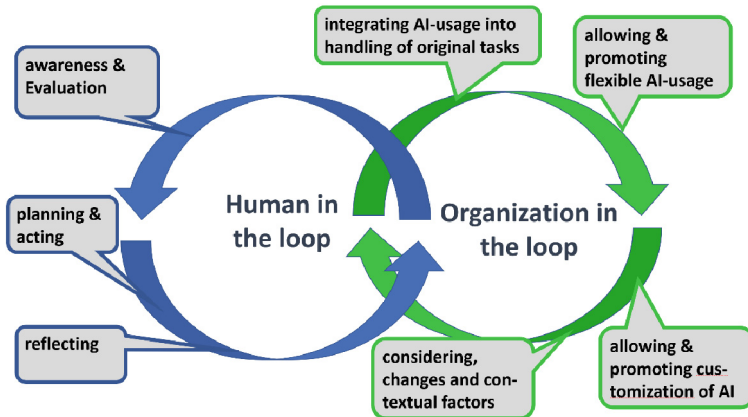 integrating AI-usage into
handling of original tasks
allowing &
promoting
flexible AI-usage
awareness &
Evaluation
Human in
the loop
Organization in
the loop
planning &
acting
reflecting
considering,
changes and con-
textual factors
allowing &
promoting cus-
tomization of AI